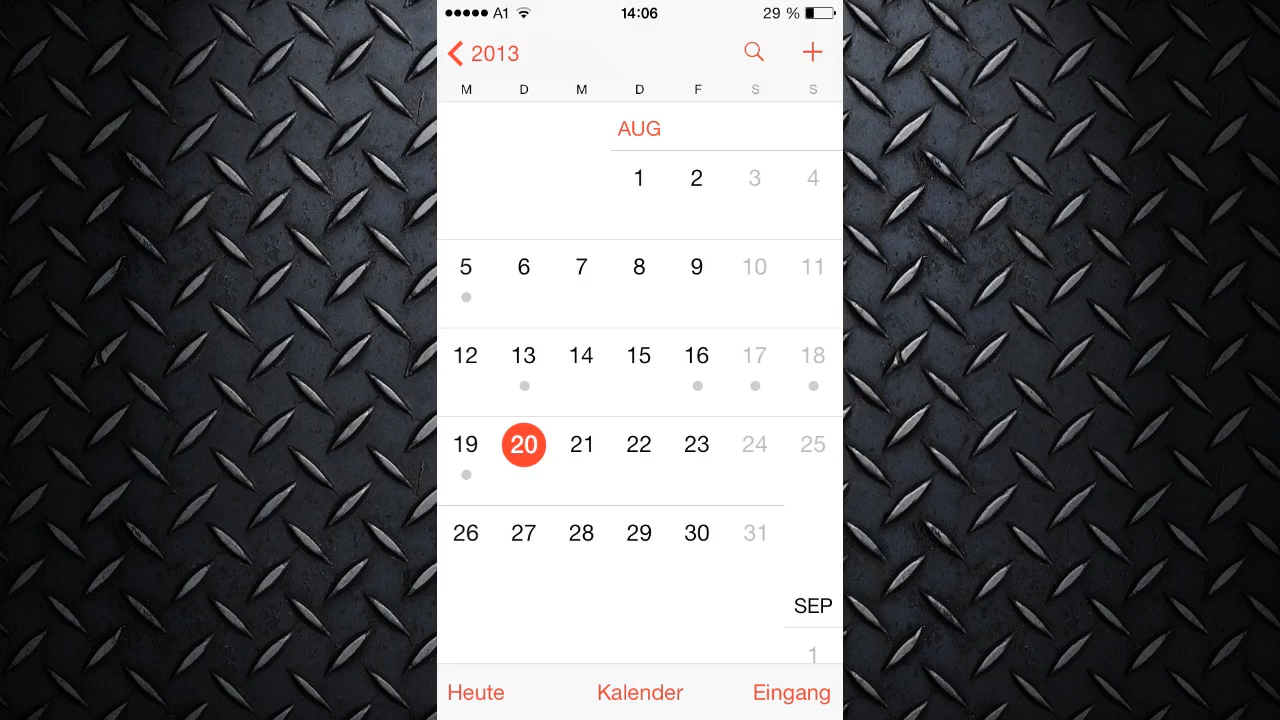 A1 14:06 29 %
2013
M D M D F S S
AUG
1 2 3 4
5 6 7 8 9 10 11
12 13 14 15 16 17 18
19 20 21 22 23 24 25
26 27 28 29 30 31
SEP
1
Heute Kalender Eingang